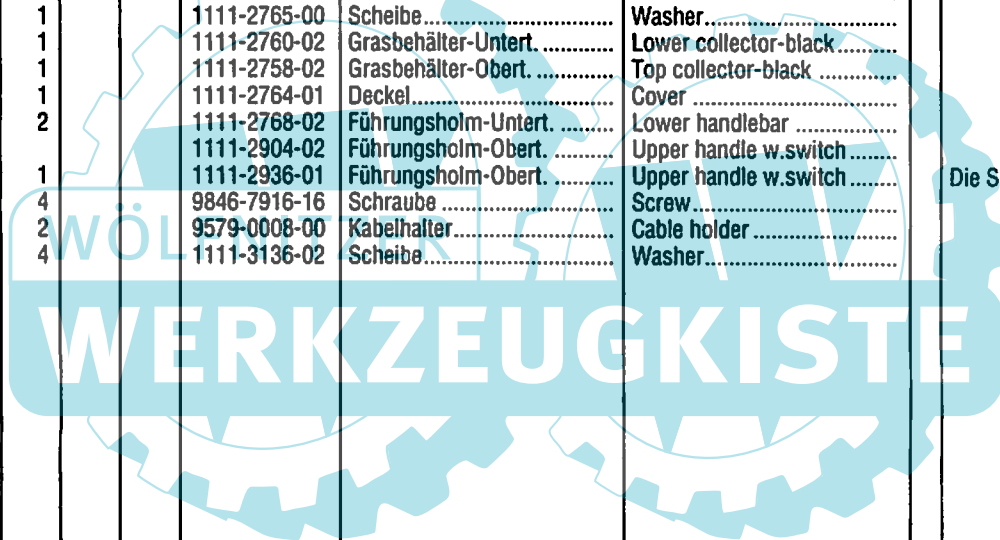 1 1111-2765-00 Scheibe.............................. Washer..............................
1 1111-2760-02 Grasbehälter-Untert. ............ Lower collector-black..........
1 1111-2758-02 Grasbehälter-Obert. ............. Top collector-black .............
1 1111-2764-01 Deckel................................ Cover .................................
2 1111-2768-02 Führungsholm-Untert. ......... Lower handlebar .................
1111-2904-02 Führungsholm-Obert. .......... Upper handle w.switch ........
1 1111-2936-01 Führungsholm-Obert. .......... Upper handle w.switch ........ Die S
4 9846-7916-16 Schraube ........................... Screw.................................
2 9579-0008-00 Kabelhalter......................... Cable holder .......................
4 1111-3136-02 Scheibe.............................. Washer..............................
WÖLFNITZER
WERKZEUGKISTE